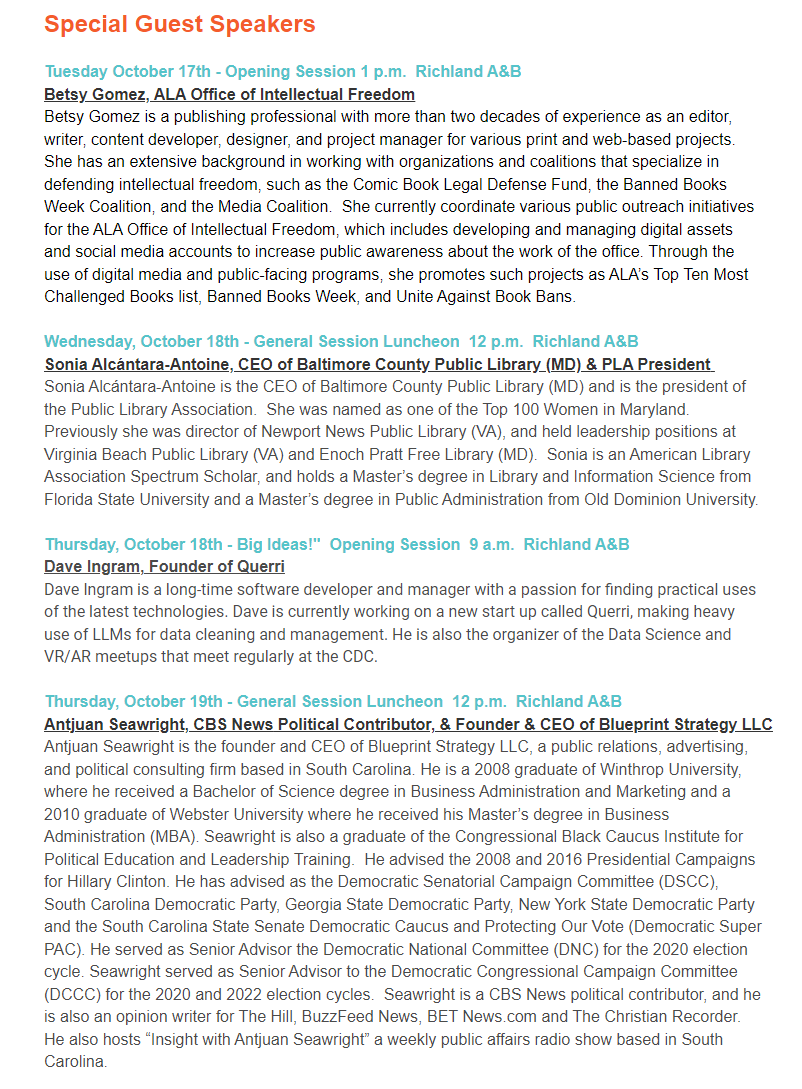 Special Guest Speakers
Tuesday October 17th - Opening Session 1 p.m.  Richland A&B
Betsy Gomez, ALA Office of Intellectual Freedom
Betsy Gomez is a publishing professional with more than two decades of experience as an editor,
writer, content developer, designer, and project manager for various print and web-based projects.
She has an extensive background in working with organizations and coalitions that specialize in
defending intellectual freedom, such as the Comic Book Legal Defense Fund, the Banned Books
Week Coalition, and the Media Coalition.  She currently coordinate various public outreach initiatives
for the ALA Office of Intellectual Freedom, which includes developing and managing digital assets
and social media accounts to increase public awareness about the work of the office. Through the
use of digital media and public-facing programs, she promotes such projects as ALA's Top Ten Most
Challenged Books list, Banned Books Week, and Unite Against Book Bans.
Wednesday, October 18th - General Session Luncheon  12 p.m.  Richland A&B
Sonia Alcántara-Antoine, CEO of Baltimore County Public Library (MD) & PLA President
Sonia Alcántara-Antoine is the CEO of Baltimore County Public Library (MD) and is the president of
the Public Library Association.  She was named as one of the Top 100 Women in Maryland.
Previously she was director of Newport News Public Library (VA), and held leadership positions at
Virginia Beach Public Library (VA) and Enoch Pratt Free Library (MD).  Sonia is an American Library
Association Spectrum Scholar, and holds a Master's degree in Library and Information Science from
Florida State University and a Master's degree in Public Administration from Old Dominion University.
Thursday, October 18th - Big Ideas!"  Opening Session  9 a.m.  Richland A&B
Dave Ingram, Founder of Querri
Dave Ingram is a long-time software developer and manager with a passion for finding practical uses
of the latest technologies. Dave is currently working on a new start up called Querri, making heavy
use of LLMs for data cleaning and management. He is also the organizer of the Data Science and
VR/AR meetups that meet regularly at the CDC.
Thursday, October 19th - General Session Luncheon  12 p.m.  Richland A&B
Antjuan Seawright, CBS News Political Contributor, & Founder & CEO of Blueprint Strategy LLC
Antjuan Seawright is the founder and CEO of Blueprint Strategy LLC, a public relations, advertising,
and political consulting firm based in South Carolina. He is a 2008 graduate of Winthrop University,
where he received a Bachelor of Science degree in Business Administration and Marketing and a
2010 graduate of Webster University where he received his Master's degree in Business
Administration (MBA). Seawright is also a graduate of the Congressional Black Caucus Institute for
Political Education and Leadership Training.  He advised the 2008 and 2016 Presidential Campaigns
for Hillary Clinton. He has advised as the Democratic Senatorial Campaign Committee (DSCC),
South Carolina Democratic Party, Georgia State Democratic Party, New York State Democratic Party
and the South Carolina State Senate Democratic Caucus and Protecting Our Vote (Democratic Super
PAC). He served as Senior Advisor the Democratic National Committee (DNC) for the 2020 election
cycle. Seawright served as Senior Advisor to the Democratic Congressional Campaign Committee
(DCCC) for the 2020 and 2022 election cycles.  Seawright is a CBS News political contributor, and he
is also an opinion writer for The Hill, BuzzFeed News, BET News.com and The Christian Recorder.
He also hosts “Insight with Antjuan Seawright” a weekly public affairs radio show based in South
Carolina.